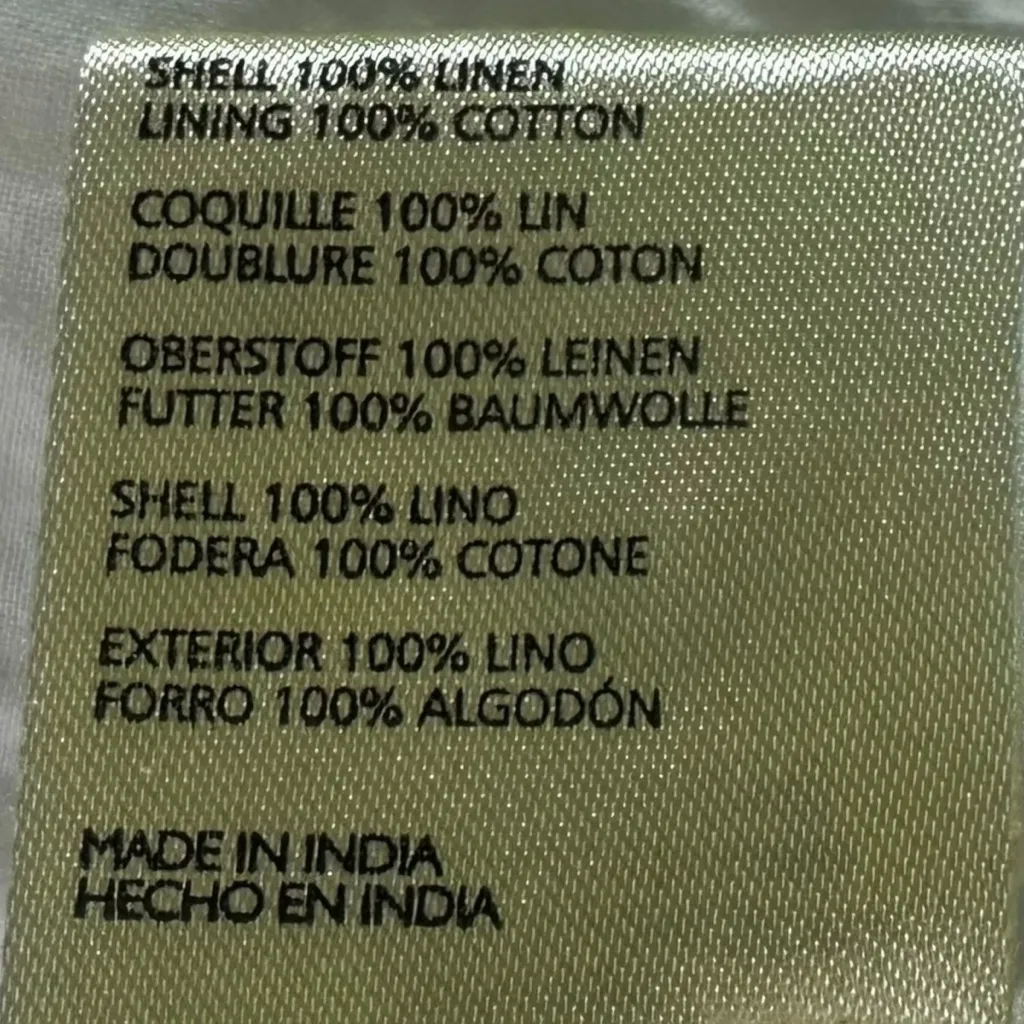 SHELL 100% LINEN
LINING 100% COTTON
COQUILLE 100% LIN
DOUBLURE 100% COTON
OBERSTOFF 100% LEINEN
FUTTER 100% BAUMWOLLE
SHELL 100% LINO
FODERA 100% COTONE
EXTERIOR 100% LINO
FORRO 100% ALGODÓN
MADE IN INDIA
HECHO EN INDIA